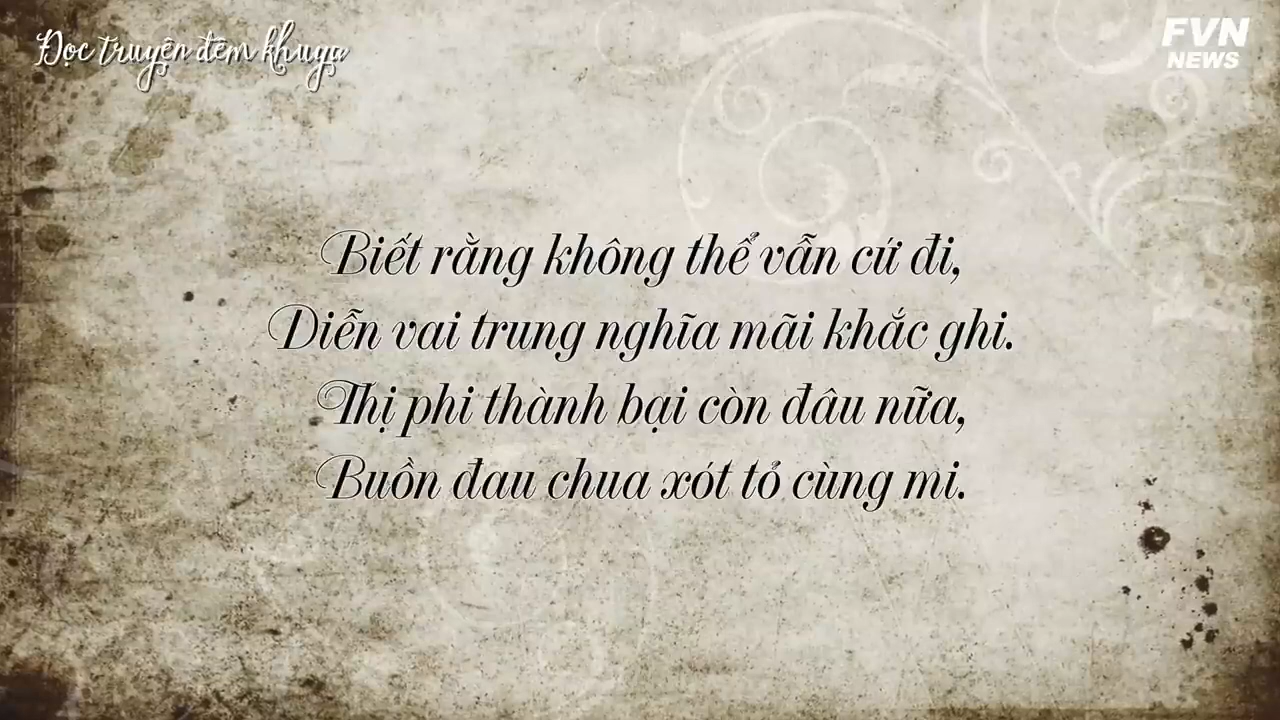 Đọc truyện đêm khuya
FVN
NEWS
Biết rằng không thể vẫn cứ đi,
Diễn vai trung nghĩa mãi khắc ghi.
Thị phi thành bại còn đâu nữa,
Buồn đau chua xót tỏ cùng mi.